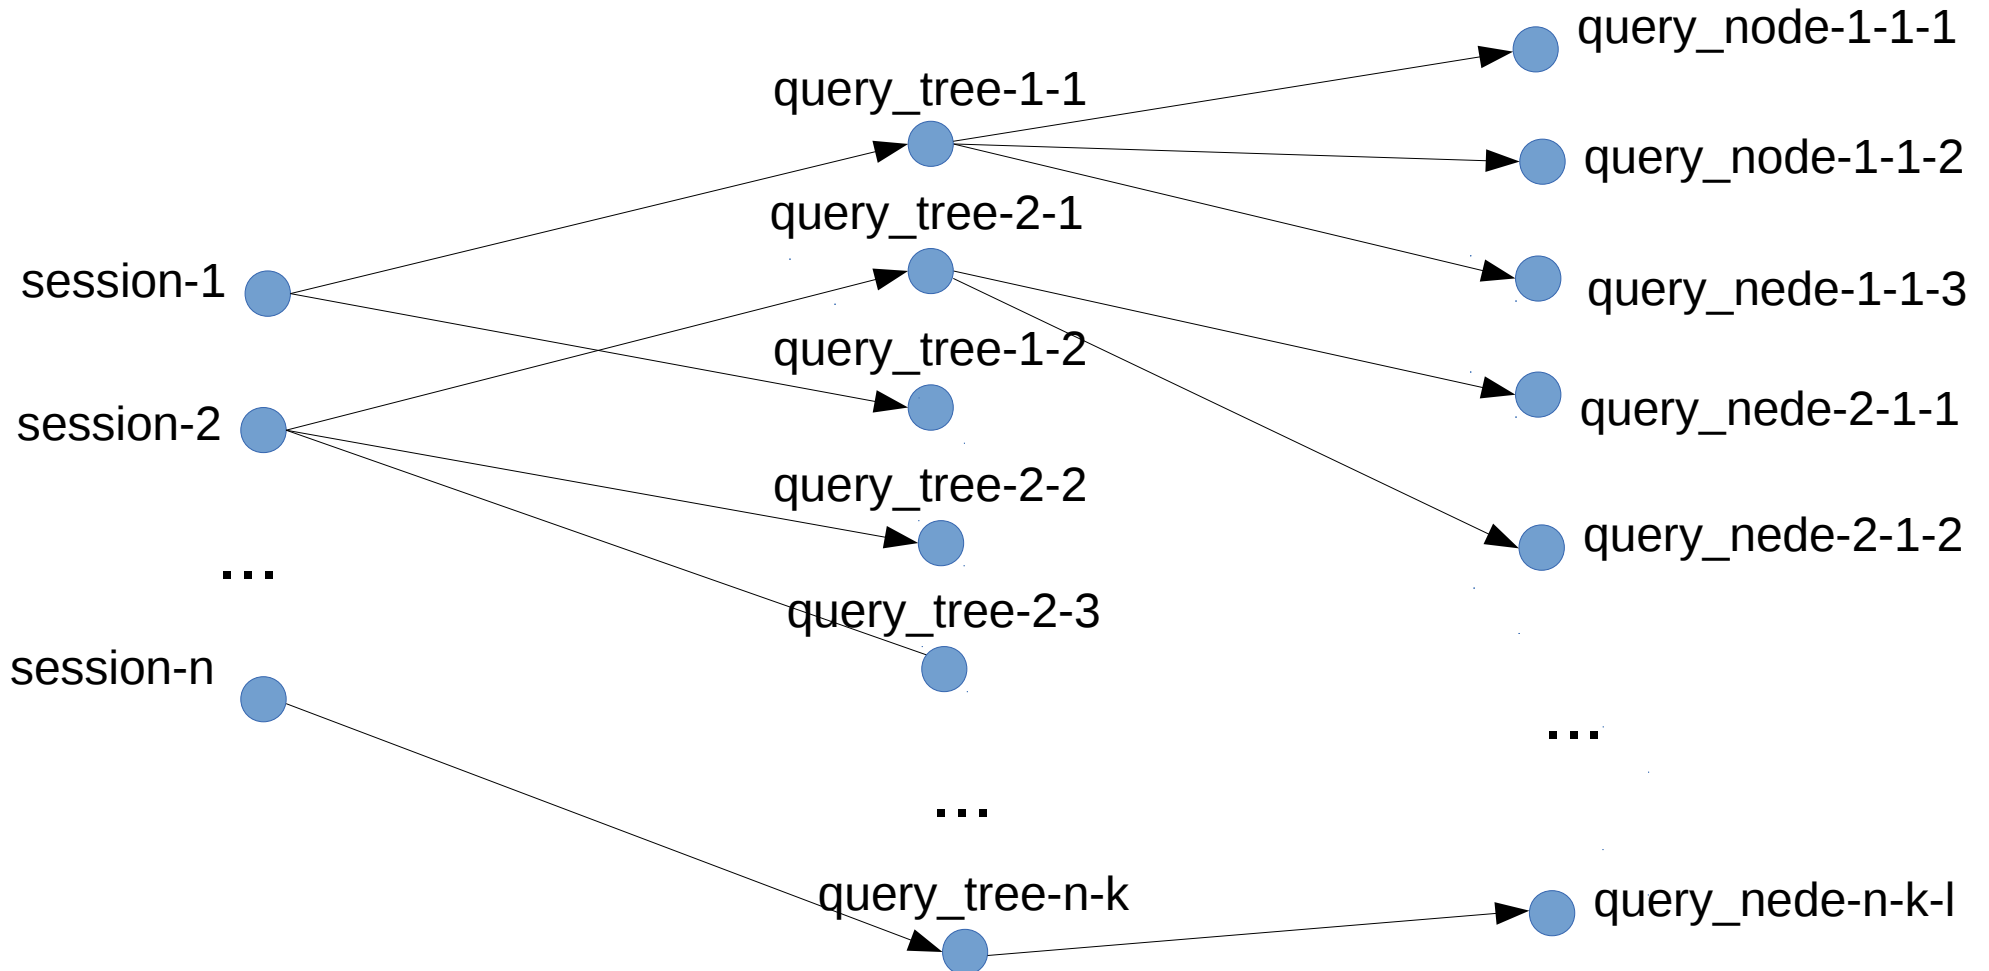 query_node-1-1-1
query_tree-1-1
query_node-1-1-2
query_tree-2-1
session-1
query_nede-1-1-3
query_tree-1-2
session-2
query_nede-2-1-1
query_tree-2-2
query_nede-2-1-2
...
query_tree-2-3
session-n
...
...
query_tree-n-k
query_nede-n-k-l